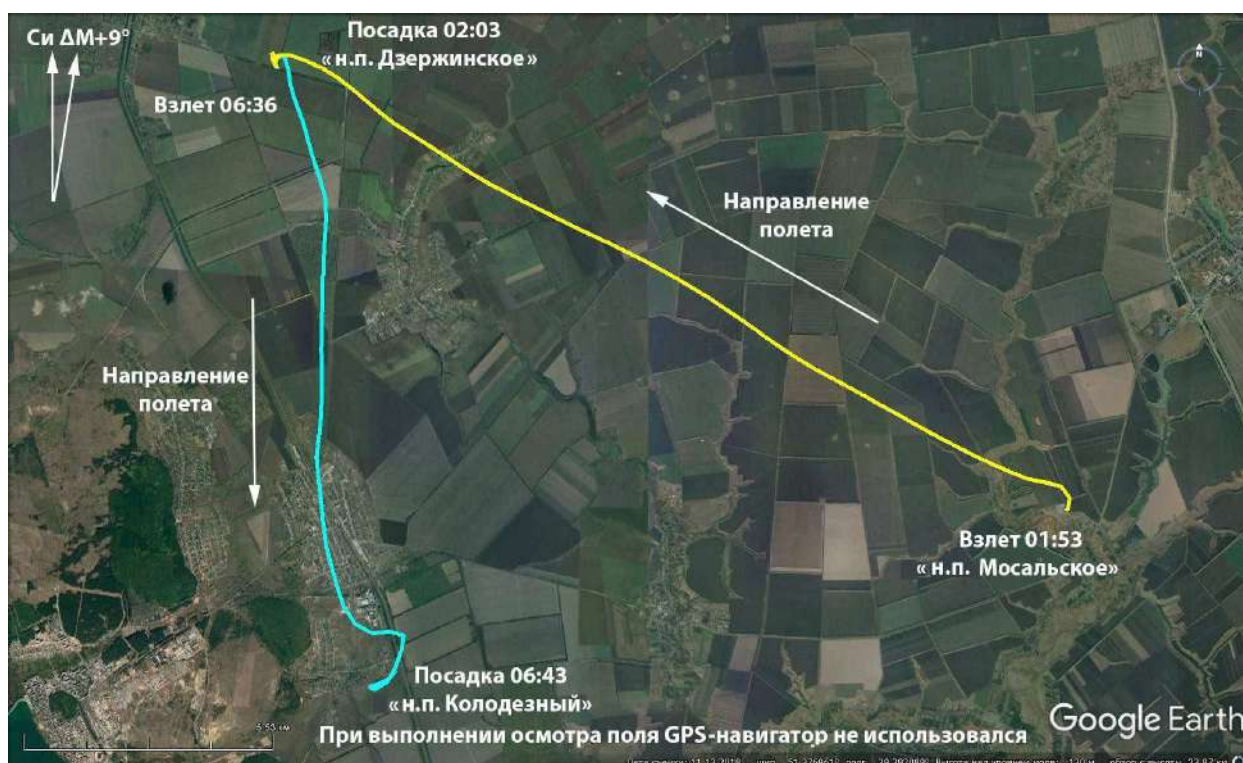 Си ΔМ+9°
Посадка 02:03
«н.п. Дзержинское»
Взлет 06:36
N
Направление
полета
Направление
полета
Взлет 01:53
«н.п. Мосальское»
Посадка 06:43
«н.п. Колодезный»
При выполнении осмотра поля GPS-навигатор не использовался
Google Earth